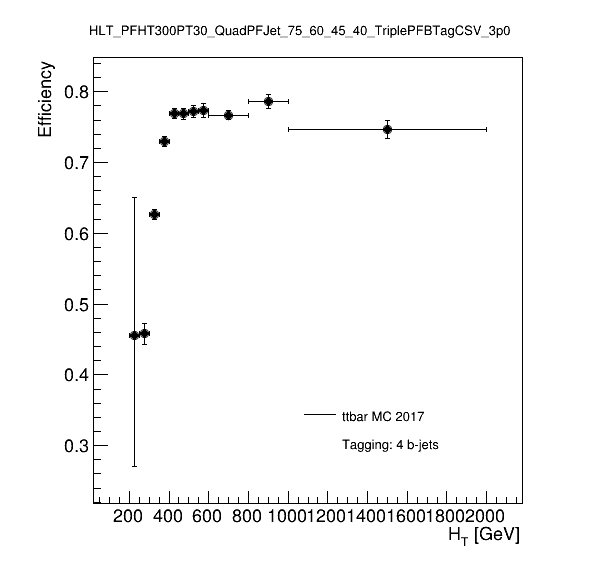 HLT_PFHT300PT30_QuadPFJet_75_60_45_40_TriplePFBTagCSV_3p0
Efficiency
0.8
0.7
0.6
0.5
0.4
0.3
ttbar MC 2017
Tagging: 4 b-jets
200 400 600 800 1000 1200 1400 1600 1800 2000
H_T [GeV]